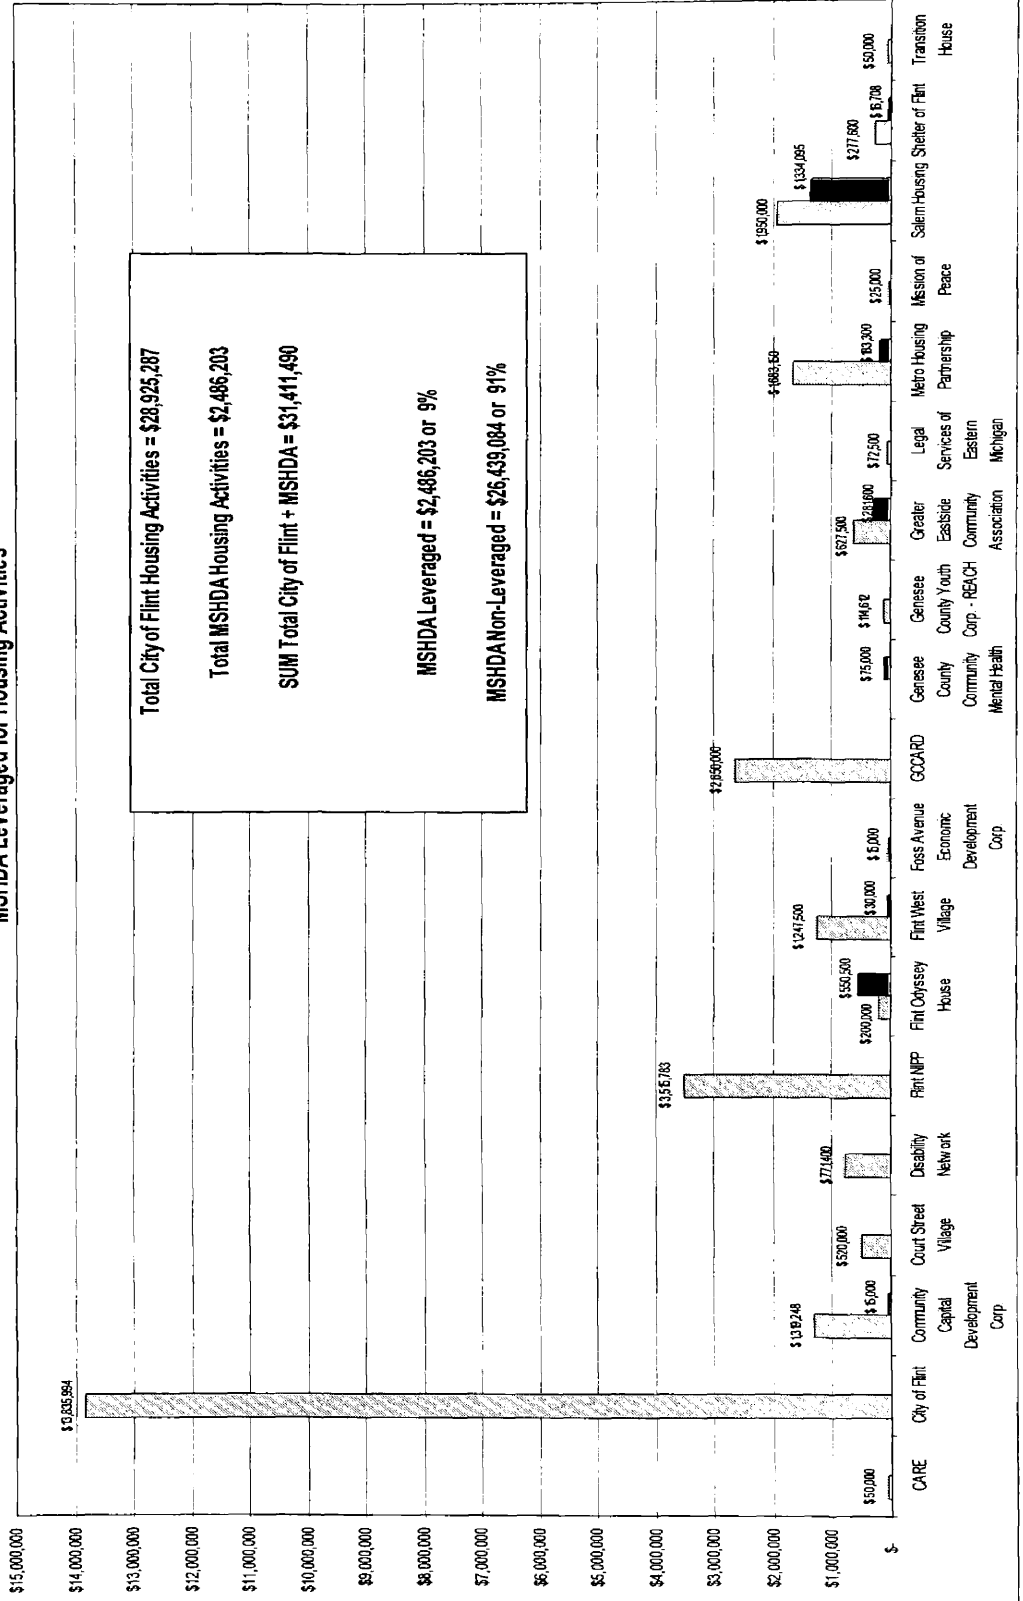 MSHDA Leveraged for Housing Activities
$15,000,000
$14,000,000
$13,000,000
$12,000,000
$11,000,000
$10,000,000
$9,000,000
$8,000,000
$7,000,000
$6,000,000
$5,000,000
$4,000,000
$3,000,000
$2,000,000
$1,000,000
$-
Total City of Flint Housing Activities = $28,925,287
Total MSHDA Housing Activities = $2,486,203
SUM Total City of Flint + MSHDA = $31,411,490
MSHDA Leveraged = $2,486,203 or 9%
MSHDA Non-Leveraged = $26,439,084 or 91%
$50,000
$13,835,994
$1,319,248
$15,000
$520,000
$771,400
$3,515,783
$200,000
$550,500
$1,247,500
$30,000
$15,000
$2,650,000
$75,000
$114,612
$627,500
$281,600
$72,500
$1,683,150
$183,300
$25,000
$1,950,000
$1,334,095
$277,600
$16,708
$50,000
CARE
City of Flint
Community
Capital
Development
Corp
Court Street
Village
Disability
Network
Flint NIPP
Flint Odyssey
House
Flint West
Village
Foss Avenue
Economic
Development
Corp
GCCARD
Genesee
County
Community
Mental Health
Genesee
County Youth
Corp. - REACH
Greater
Eastside
Community
Association
Legal
Services of
Eastern
Michigan
Metro Housing
Partnership
Mission of
Peace
Salem Housing
Shelter of Flint
Transition
House